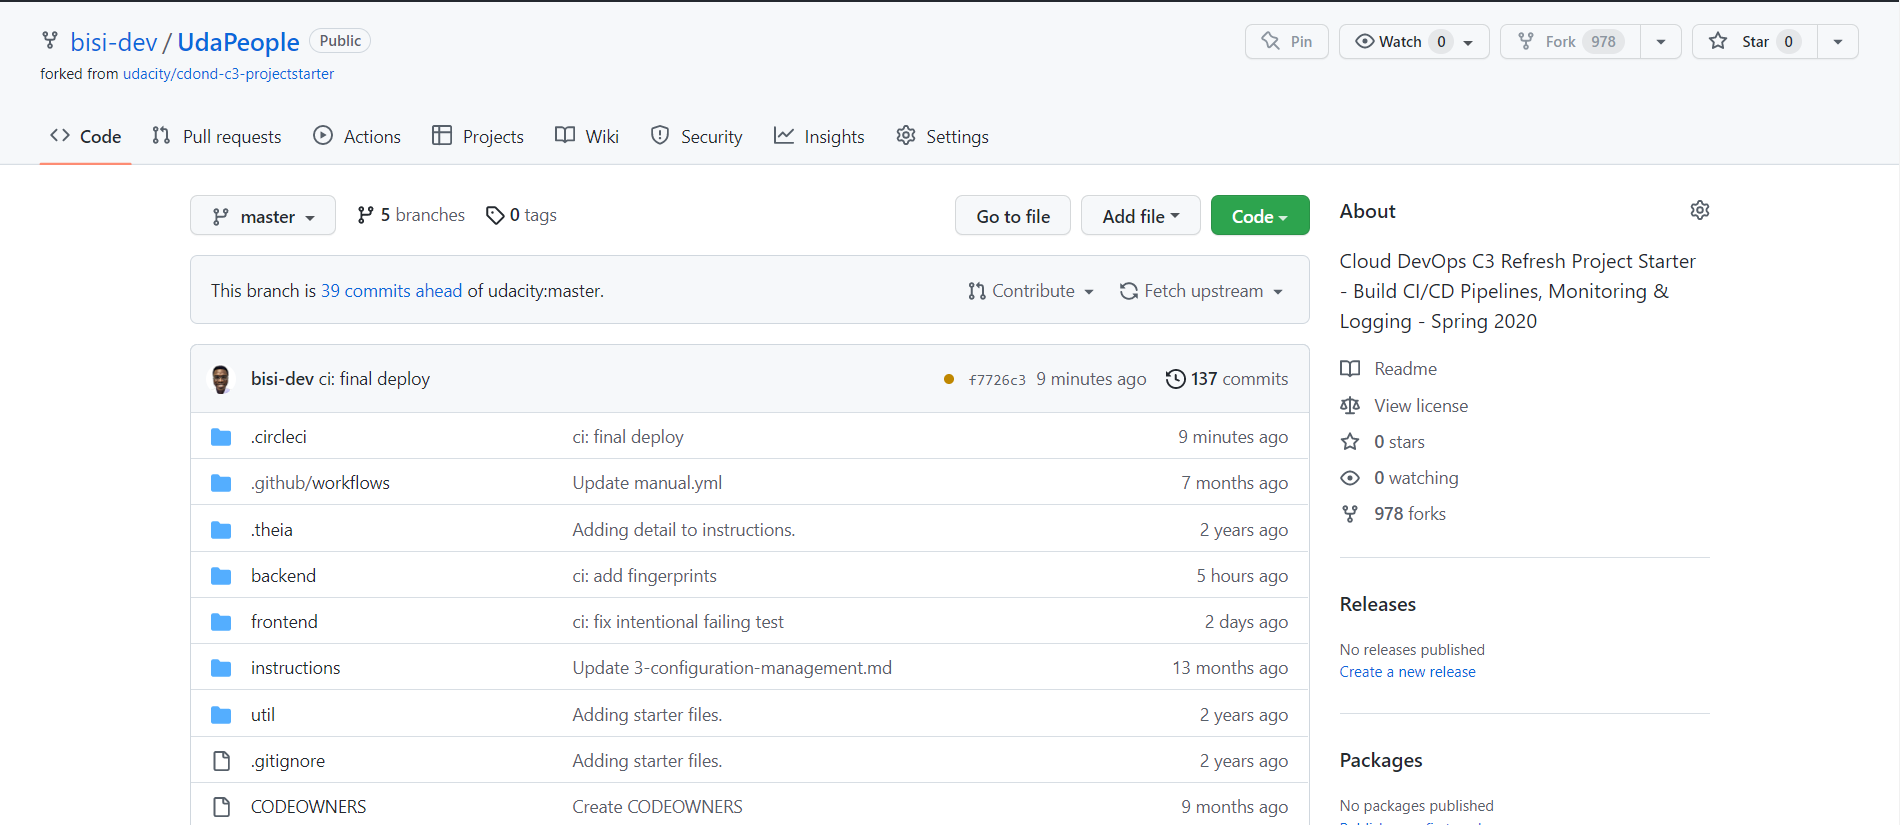 bisi-dev / UdaPeople Public
Pin Watch 0 Fork 978 Star 0
forked from udacity/cdond-c3-projectstarter
Code Pull requests Actions Projects Wiki Security Insights Settings
master 5 branches 0 tags Go to file Add file Code
This branch is 39 commits ahead of udacity:master. Contribute Fetch upstream
bisi-dev ci: final deploy f7726c3 9 minutes ago 137 commits
.circleci ci: final deploy 9 minutes ago
.github/workflows Update manual.yml 7 months ago
.theia Adding detail to instructions. 2 years ago
backend ci: add fingerprints 5 hours ago
frontend ci: fix intentional failing test 2 days ago
instructions Update 3-configuration-management.md 13 months ago
util Adding starter files. 2 years ago
.gitignore Adding starter files. 2 years ago
CODEOWNERS Create CODEOWNERS 9 months ago
About
Cloud DevOps C3 Refresh Project Starter
- Build CI/CD Pipelines, Monitoring &
Logging - Spring 2020
Readme
View license
0 stars
0 watching
978 forks
Releases
No releases published
Create a new release
Packages
No packages published